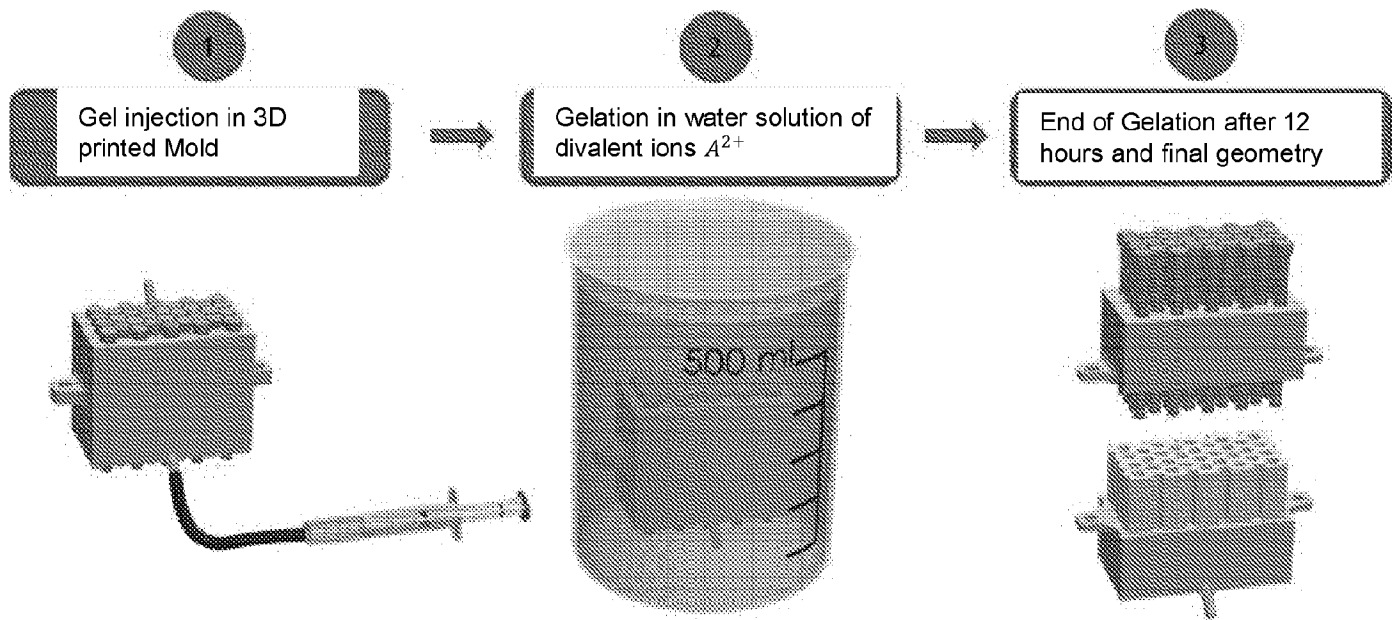 1
2
3
Gel injection in 3D
printed Mold
Gelation in water solution of
divalent ions A²⁺
End of Gelation after 12
hours and final geometry
500 ml